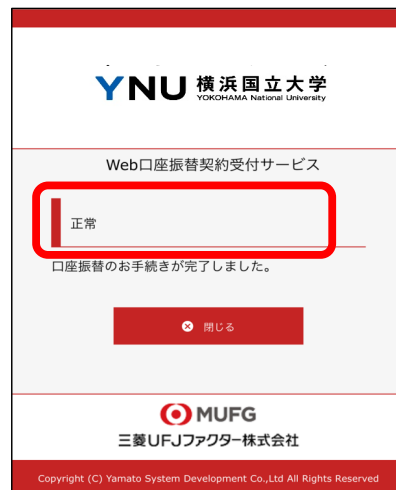 YNU 横浜国立大学
YOKOHAMA National University
Web口座振替契約受付サービス
正常
口座振替のお手続きが完了しました。
閉じる
MUFG
三菱UFJファクター株式会社
Copyright (C) Yamato System Development Co.,Ltd All Rights Reserved